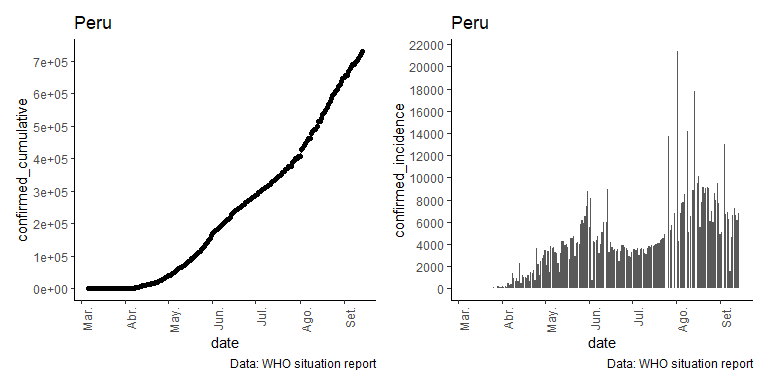 Peru
confirmed_cumulative
7e+05
6e+05
5e+05
4e+05
3e+05
2e+05
1e+05
0e+00
Mar. Abr. May. Jun. Jul. Ago. Set.
date
Data: WHO situation report
Peru
confirmed_incidence
22000
20000
18000
16000
14000
12000
10000
8000
6000
4000
2000
0
Mar. Abr. May. Jun. Jul. Ago. Set.
date
Data: WHO situation report